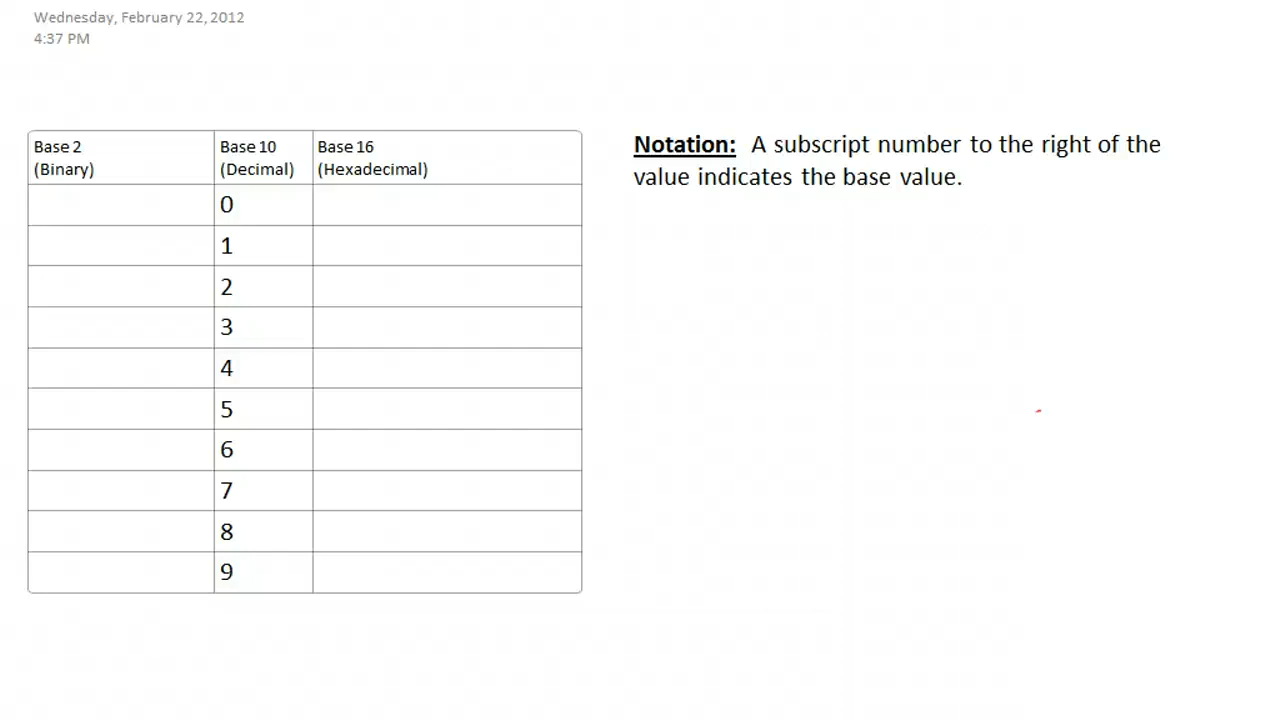 Wednesday, February 22, 2012
4:37 PM
Base 2 Base 10 Base 16
(Binary) (Decimal) (Hexadecimal)
0
1
2
3
4
5
6
7
8
9
Notation: A subscript number to the right of the
value indicates the base value.